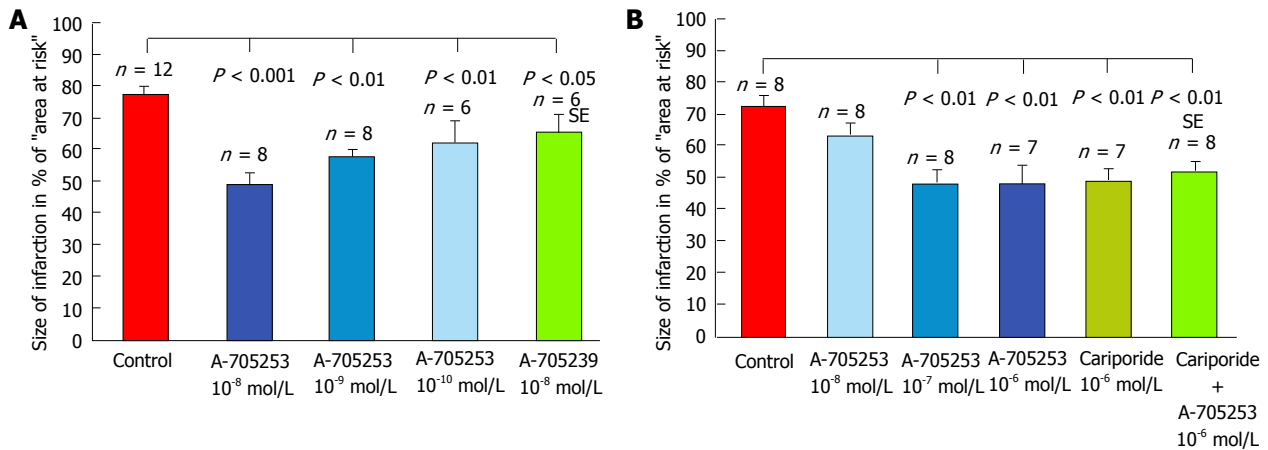 A
Size of infarction in % of "area at risk"
100
90
80
70
60
50
40
30
20
10
0
n = 12
P < 0.001
P < 0.01
P < 0.01
P < 0.05
n = 8
n = 8
n = 6
n = 6
SE
Control
A-705253
10⁻⁸ mol/L
A-705253
10⁻⁹ mol/L
A-705253
10⁻¹⁰ mol/L
A-705239
10⁻⁸ mol/L
B
Size of infarction in % of "area at risk"
100
90
80
70
60
50
40
30
20
10
0
n = 8
n = 8
P < 0.01
P < 0.01
P < 0.01
P < 0.01
SE
n = 8
n = 7
n = 7
n = 8
Control
A-705253
10⁻⁸ mol/L
A-705253
10⁻⁷ mol/L
A-705253
10⁻⁶ mol/L
Cariporide
10⁻⁶ mol/L
Cariporide
+
A-705253
10⁻⁶ mol/L